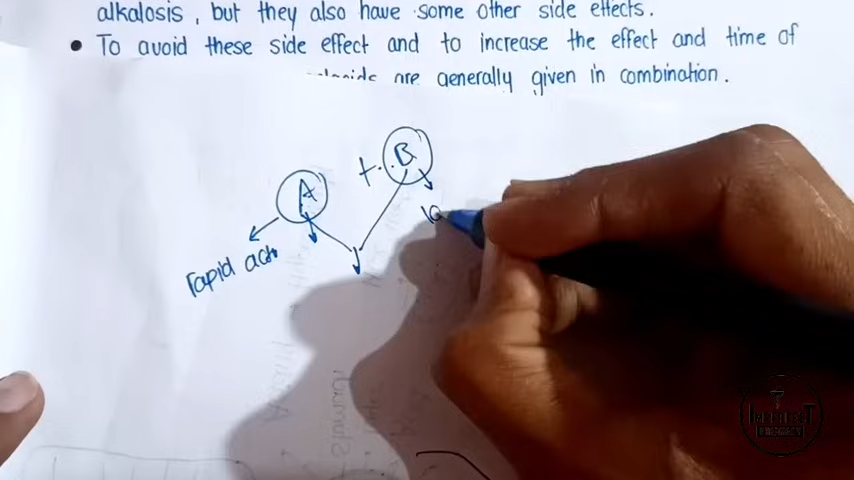 alkalosis, but they also have some other side effects.
• To avoid these side effect and to increase the effect and time of
are generally given in combination.
A + B
rapid actn